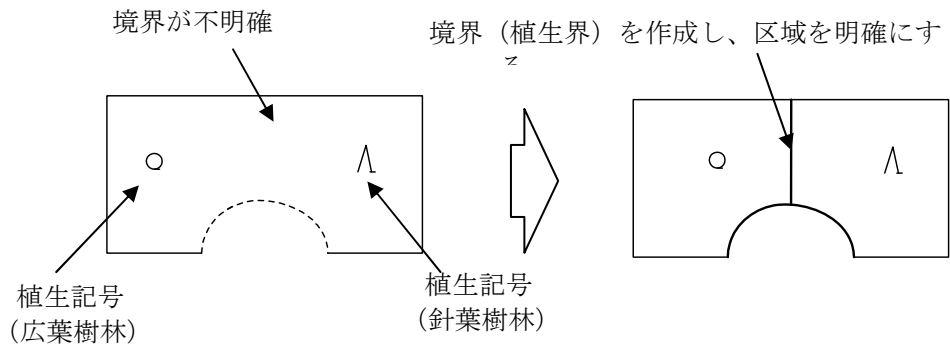 境界が不明確
境界（植生界）を作成し、区域を明確にす
植生記号
（広葉樹林）
植生記号
（針葉樹林）